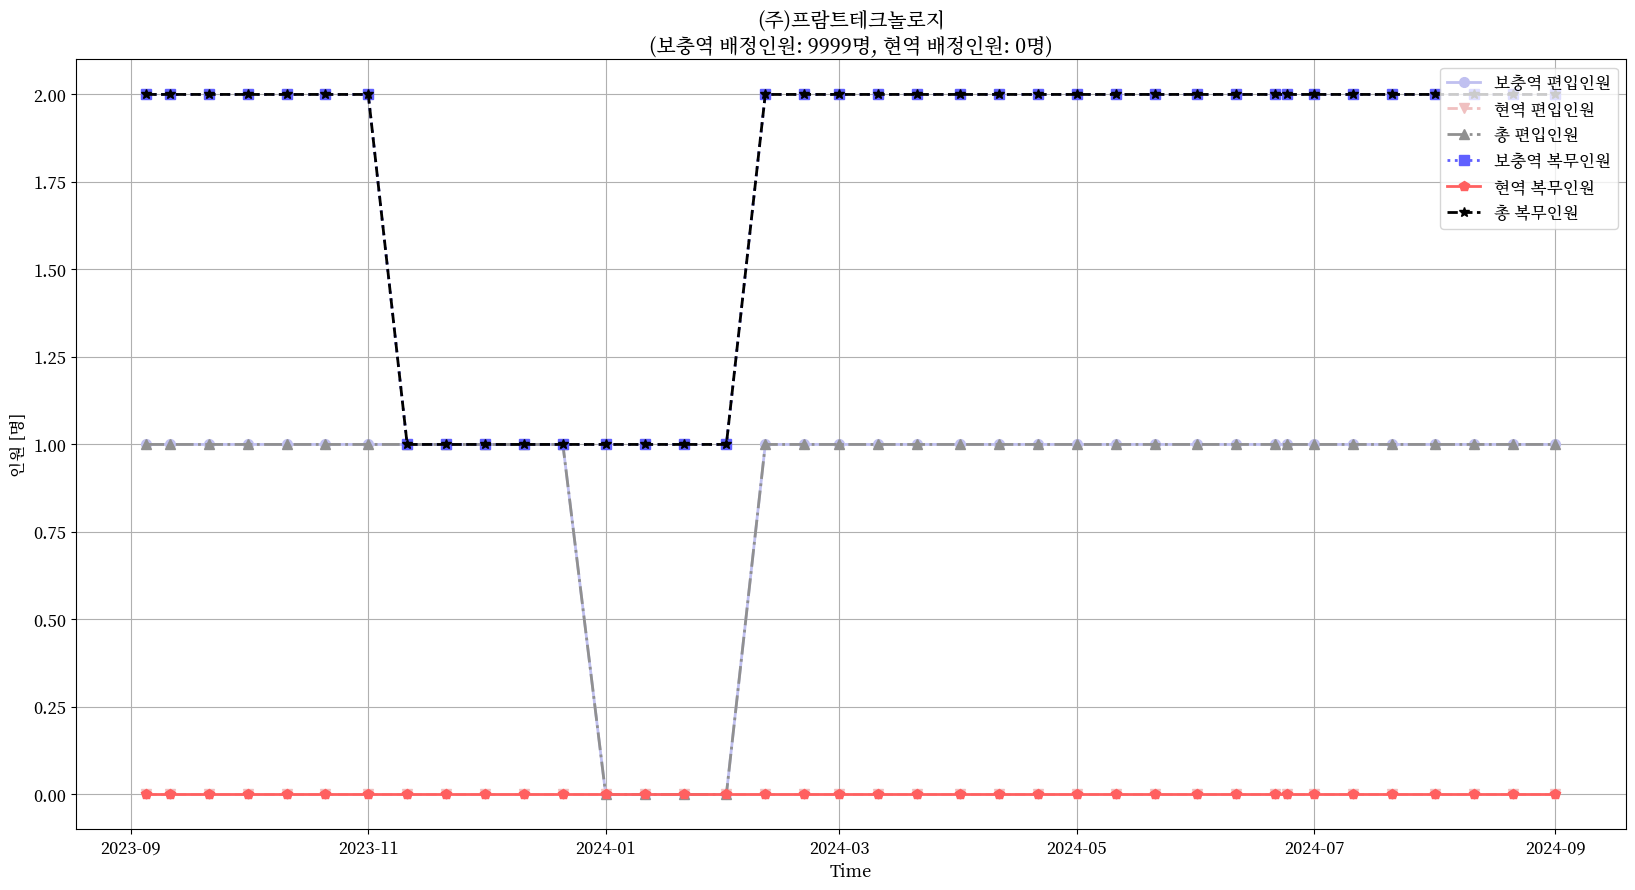 (주)프람트테크놀로지
(보충역 배정인원: 9999명, 현역 배정인원: 0명)
보충역 편입인원
현역 편입인원
총 편입인원
보충역 복무인원
현역 복무인원
총 복무인원
2.00
1.75
1.50
1.25
1.00
0.75
0.50
0.25
0.00
인원 [명]
2023-09 2023-11 2024-01 2024-03 2024-05 2024-07 2024-09
Time